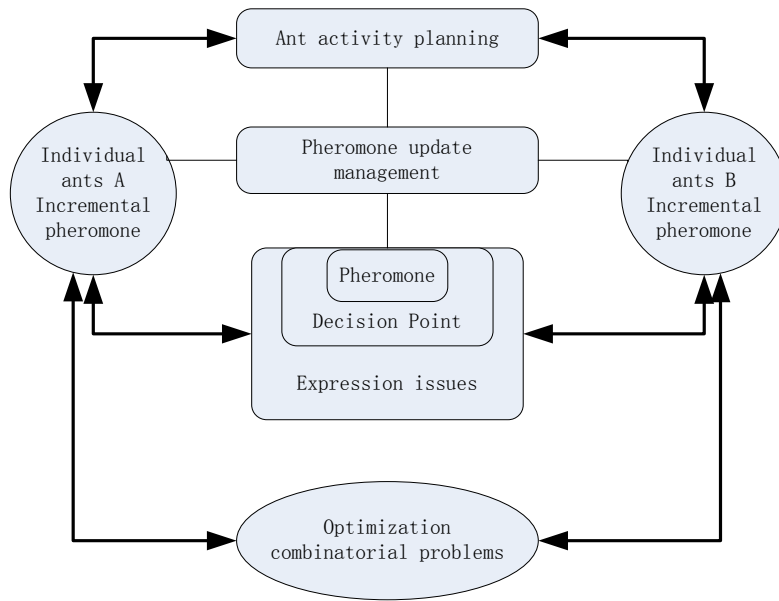 Ant activity planning
Individual
ants A
Incremental
pheromone
Pheromone update
management
Individual
ants B
Incremental
pheromone
Pheromone
Decision Point
Expression issues
Optimization
combinatorial problems